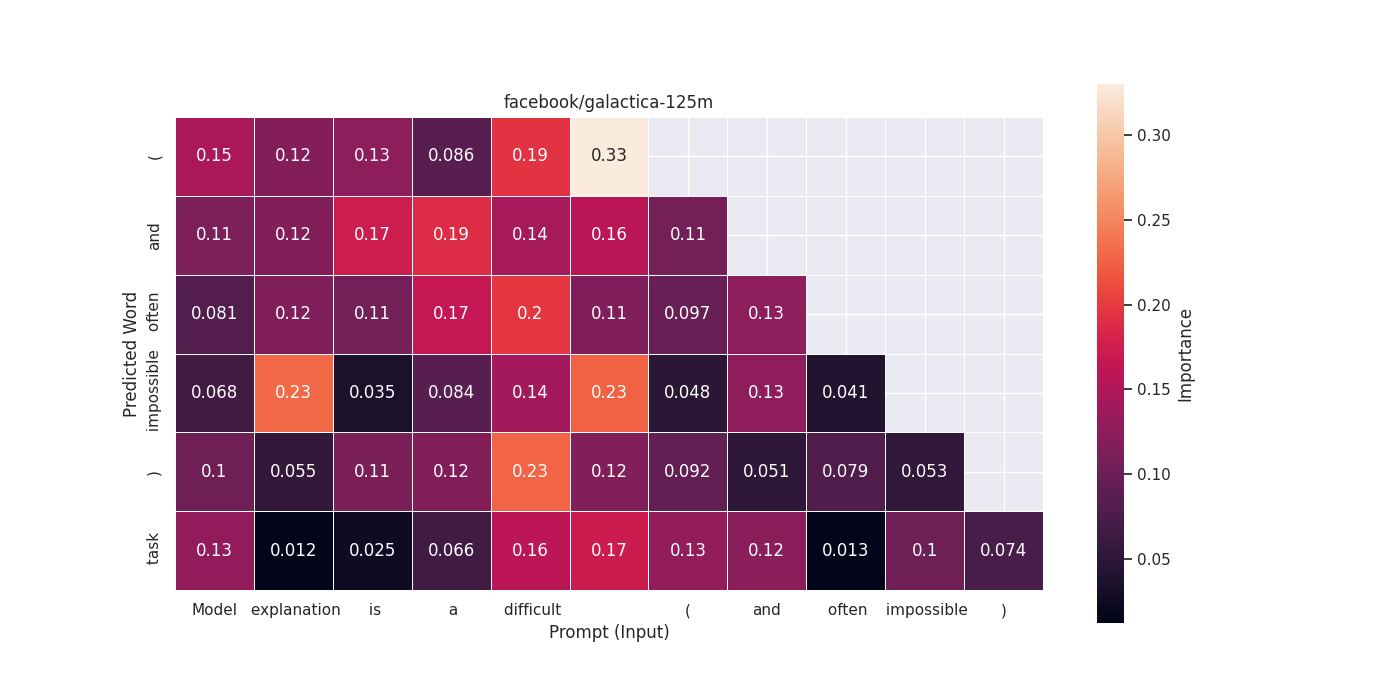 facebook/galactica-125m
( 0.15 0.12 0.13 0.086 0.19 0.33
and 0.11 0.12 0.17 0.19 0.14 0.16 0.11
often 0.081 0.12 0.11 0.17 0.2 0.11 0.097 0.13
impossible 0.068 0.23 0.035 0.084 0.14 0.23 0.048 0.13 0.041
) 0.1 0.055 0.11 0.12 0.23 0.12 0.092 0.051 0.079 0.053
task 0.13 0.012 0.025 0.066 0.16 0.17 0.13 0.12 0.013 0.1 0.074
Model explanation is a difficult ( and often impossible )
Prompt (Input)
Predicted Word
0.30
0.25
0.20
0.15
0.10
0.05
Importance